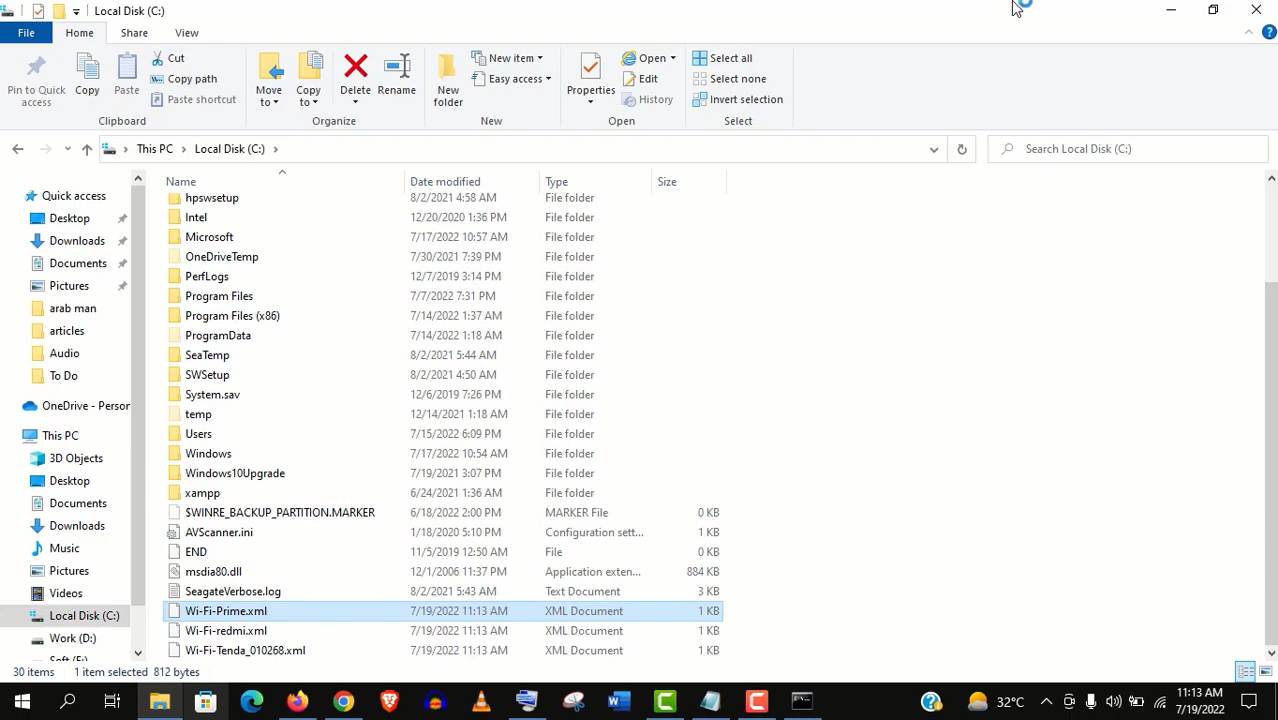 Local Disk (C:)
File
Home
Share
View
Pin to Quick access
Copy
Paste
Cut
Copy path
Paste shortcut
Clipboard
Move to
Copy to
Delete
Rename
Organize
New folder
New item
Easy access
New
Properties
Open
Edit
History
Open
Select all
Select none
Invert selection
Select
This PC
Local Disk (C:)
Search Local Disk (C:)
Quick access
Desktop
Downloads
Documents
Pictures
arab man
articles
Audio
To Do
OneDrive - Person
This PC
3D Objects
Desktop
Documents
Downloads
Music
Pictures
Videos
Local Disk (C:)
Work (D:)
Soft (F:)
Name Date modified Type Size
hpswsetup 8/2/2021 4:58 AM File folder
Intel 12/20/2020 1:36 PM File folder
Microsoft 7/17/2022 10:57 AM File folder
OneDriveTemp 7/30/2021 7:39 PM File folder
PerfLogs 12/7/2019 3:14 PM File folder
Program Files 7/7/2022 7:31 PM File folder
Program Files (x86) 7/14/2022 1:37 AM File folder
ProgramData 7/14/2022 1:18 AM File folder
SeaTemp 8/2/2021 5:44 AM File folder
SWSetup 8/2/2021 4:50 AM File folder
System.sav 12/6/2019 7:26 PM File folder
temp 12/14/2021 1:18 AM File folder
Users 7/15/2022 6:09 PM File folder
Windows 7/17/2022 10:54 AM File folder
Windows10Upgrade 7/19/2021 3:07 PM File folder
xampp 6/24/2021 1:36 AM File folder
$WINRE_BACKUP_PARTITION.MARKER 6/18/2022 2:00 PM MARKER File 0 KB
AVScanner.ini 1/18/2020 5:10 PM Configuration sett... 1 KB
END 11/5/2019 12:50 AM File 0 KB
msdia80.dll 12/1/2006 11:37 PM Application exten... 884 KB
SeagateVerbose.log 8/2/2021 5:43 AM Text Document 3 KB
Wi-Fi-Prime.xml 7/19/2022 11:13 AM XML Document 1 KB
Wi-Fi-redmi.xml 7/19/2022 11:13 AM XML Document 1 KB
Wi-Fi-Tenda_010268.xml 7/19/2022 11:13 AM XML Document 1 KB
30 items 1 item selected 812 bytes
32°C
11:13 AM
7/19/2022